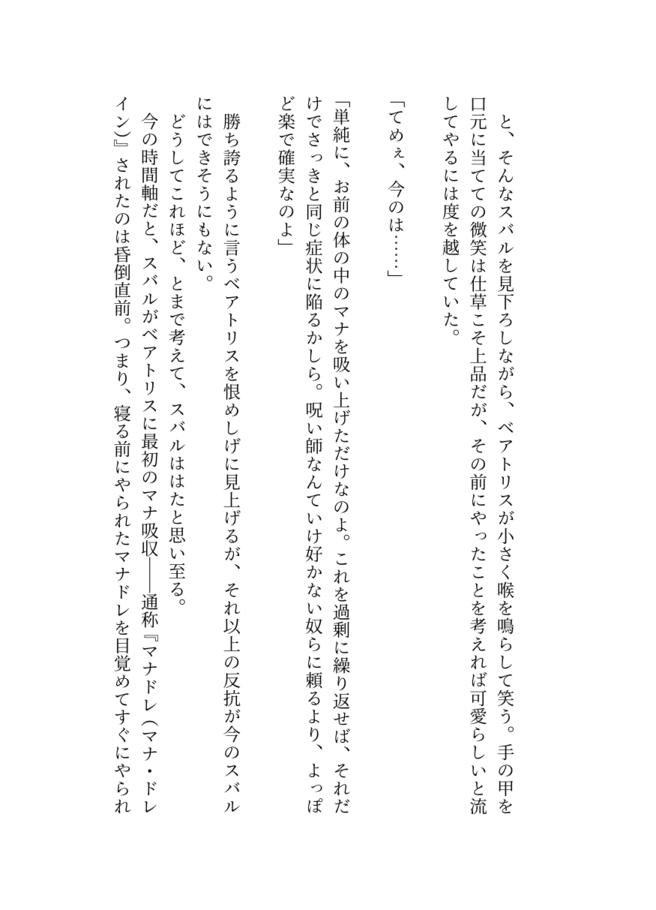 と、そんなスバルを見下ろしながら、ベアトリスが小さく喉を鳴らして笑う。手の甲を
口元に当てての微笑は仕草こそ上品だが、その前にやったことを考えれば可愛らしいと流
してやるには度を越していた。
「てめぇ、今のは……」
「単純に、お前の体の中のマナを吸い上げただけなのよ。これを過剰に繰り返せば、それだ
けでさっきと同じ症状に陥るかしら。呪い師なんていけ好かない奴らに頼るより、よっぽ
ど楽で確実なのよ」
　勝ち誇るように言うベアトリスを恨めしげに見上げるが、それ以上の反抗が今のスバル
にはできそうにもない。
　どうしてこれほど、とまで考えて、スバルははたと思い至る。
　今の時間軸だと、スバルがベアトリスに最初のマナ吸収――通称『マナドレ（マナ・ドレ
イン）』されたのは昏倒直前。つまり、寝る前にやられたマナドレを目覚めてすぐにやられ